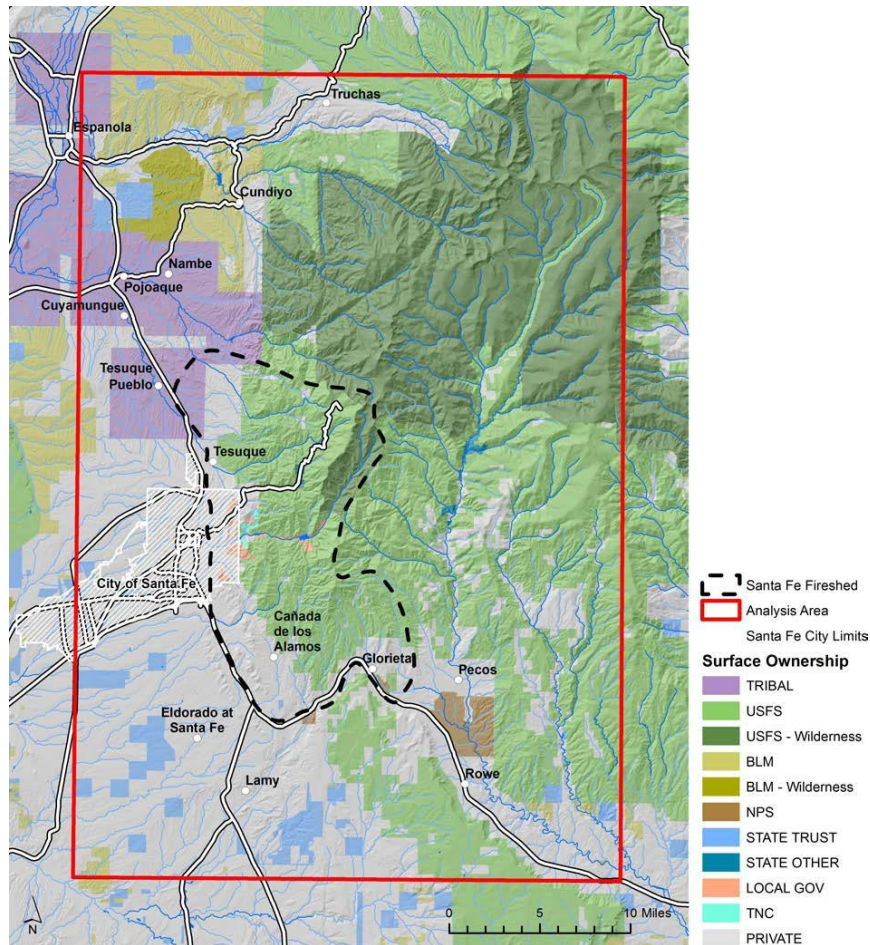 Truchas
Espanola
Cundiyo
Nambe
Pojoaque
Cuyamungue
Tesuque
Pueblo
Tesuque
City of Santa Fe
Cañada
de los
Alamos
Glorieta
Pecos
Eldorado at
Santa Fe
Lamy
Rowe
N
0 5 10 Miles
Santa Fe Fireshed
Analysis Area
Santa Fe City Limits
Surface Ownership
TRIBAL
USFS
USFS - Wilderness
BLM
BLM - Wilderness
NPS
STATE TRUST
STATE OTHER
LOCAL GOV
TNC
PRIVATE